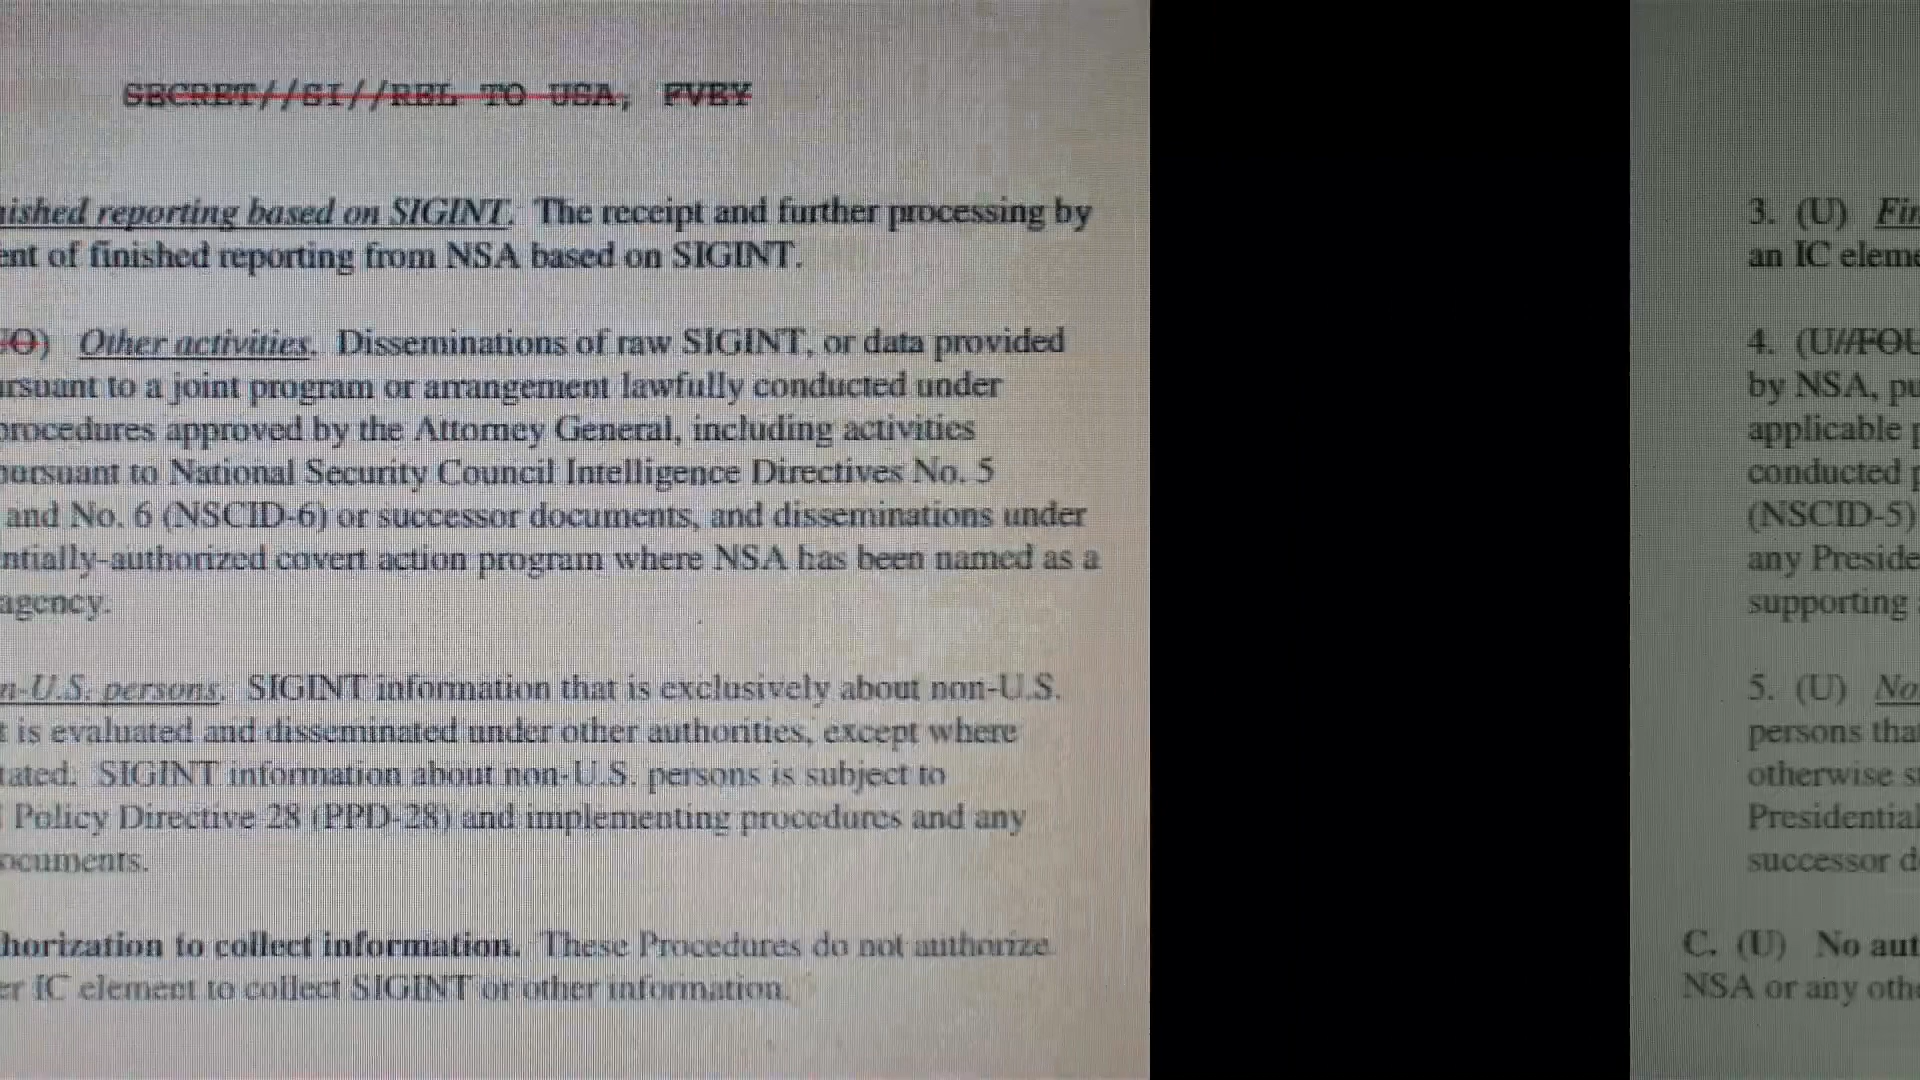 SECRET//SI//REL TO USA, FVEY
nished reporting based on SIGINT. The receipt and further processing by
ent of finished reporting from NSA based on SIGINT.
O) Other activities. Disseminations of raw SIGINT, or data provided
rsuant to a joint program or arrangement lawfully conducted under
procedures approved by the Attorney General, including activities
pursuant to National Security Council Intelligence Directives No. 5
and No. 6 (NSCID-6) or successor documents, and disseminations under
ntially-authorized covert action program where NSA has been named as a
agency.
n-U.S. persons. SIGINT information that is exclusively about non-U.S.
t is evaluated and disseminated under other authorities, except where
tated. SIGINT information about non-U.S. persons is subject to
Policy Directive 28 (PPD-28) and implementing procedures and any
ocuments.
horization to collect information. These Procedures do not authorize
er IC element to collect SIGINT or other information.
3. (U) Fin
an IC eleme
4. (U//FOU
by NSA, pu
applicable p
conducted p
(NSCID-5)
any Preside
supporting
5. (U) No
persons that
otherwise s
Presidential
successor d
C. (U) No aut
NSA or any othe